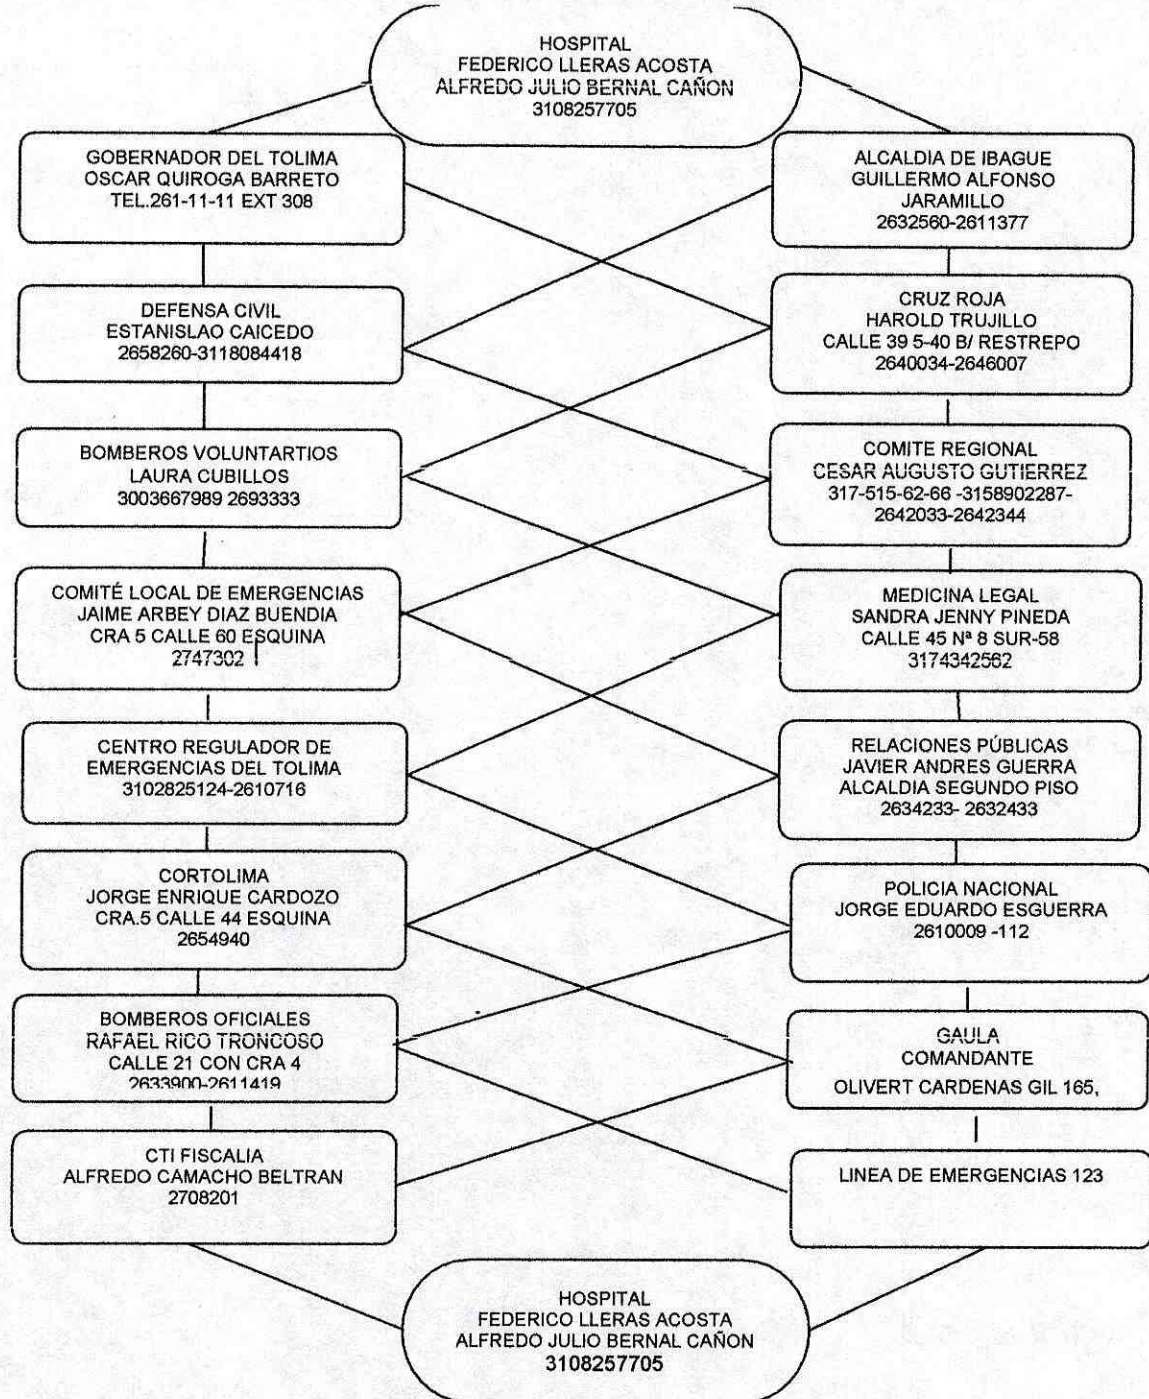 HOSPITAL
FEDERICO LLERAS ACOSTA
ALFREDO JULIO BERNAL CAÑON
3108257705
GOBERNADOR DEL TOLIMA
OSCAR QUIROGA BARRETO
TEL.261-11-11 EXT 308
ALCALDIA DE IBAGUE
GUILLERMO ALFONSO
JARAMILLO
2632560-2611377
DEFENSA CIVIL
ESTANISLAO CAICEDO
2658260-3118084418
CRUZ ROJA
HAROLD TRUJILLO
CALLE 39 5-40 B/ RESTREPO
2640034-2646007
BOMBEROS VOLUNTARTIOS
LAURA CUBILLOS
3003667989 2693333
COMITE REGIONAL
CESAR AUGUSTO GUTIERREZ
317-515-62-66 -3158902287-
2642033-2642344
COMITÉ LOCAL DE EMERGENCIAS
JAIME ARBEY DIAZ BUENDIA
CRA 5 CALLE 60 ESQUINA
2747302
MEDICINA LEGAL
SANDRA JENNY PINEDA
CALLE 45 Nª 8 SUR-58
3174342562
CENTRO REGULADOR DE
EMERGENCIAS DEL TOLIMA
3102825124-2610716
RELACIONES PÚBLICAS
JAVIER ANDRES GUERRA
ALCALDIA SEGUNDO PISO
2634233- 2632433
CORTOLIMA
JORGE ENRIQUE CARDOZO
CRA.5 CALLE 44 ESQUINA
2654940
POLICIA NACIONAL
JORGE EDUARDO ESGUERRA
2610009 -112
BOMBEROS OFICIALES
RAFAEL RICO TRONCOSO
CALLE 21 CON CRA 4
2633900-2611419
GAULA
COMANDANTE
OLIVERT CARDENAS GIL 165,
CTI FISCALIA
ALFREDO CAMACHO BELTRAN
2708201
LINEA DE EMERGENCIAS 123
HOSPITAL
FEDERICO LLERAS ACOSTA
ALFREDO JULIO BERNAL CAÑON
3108257705